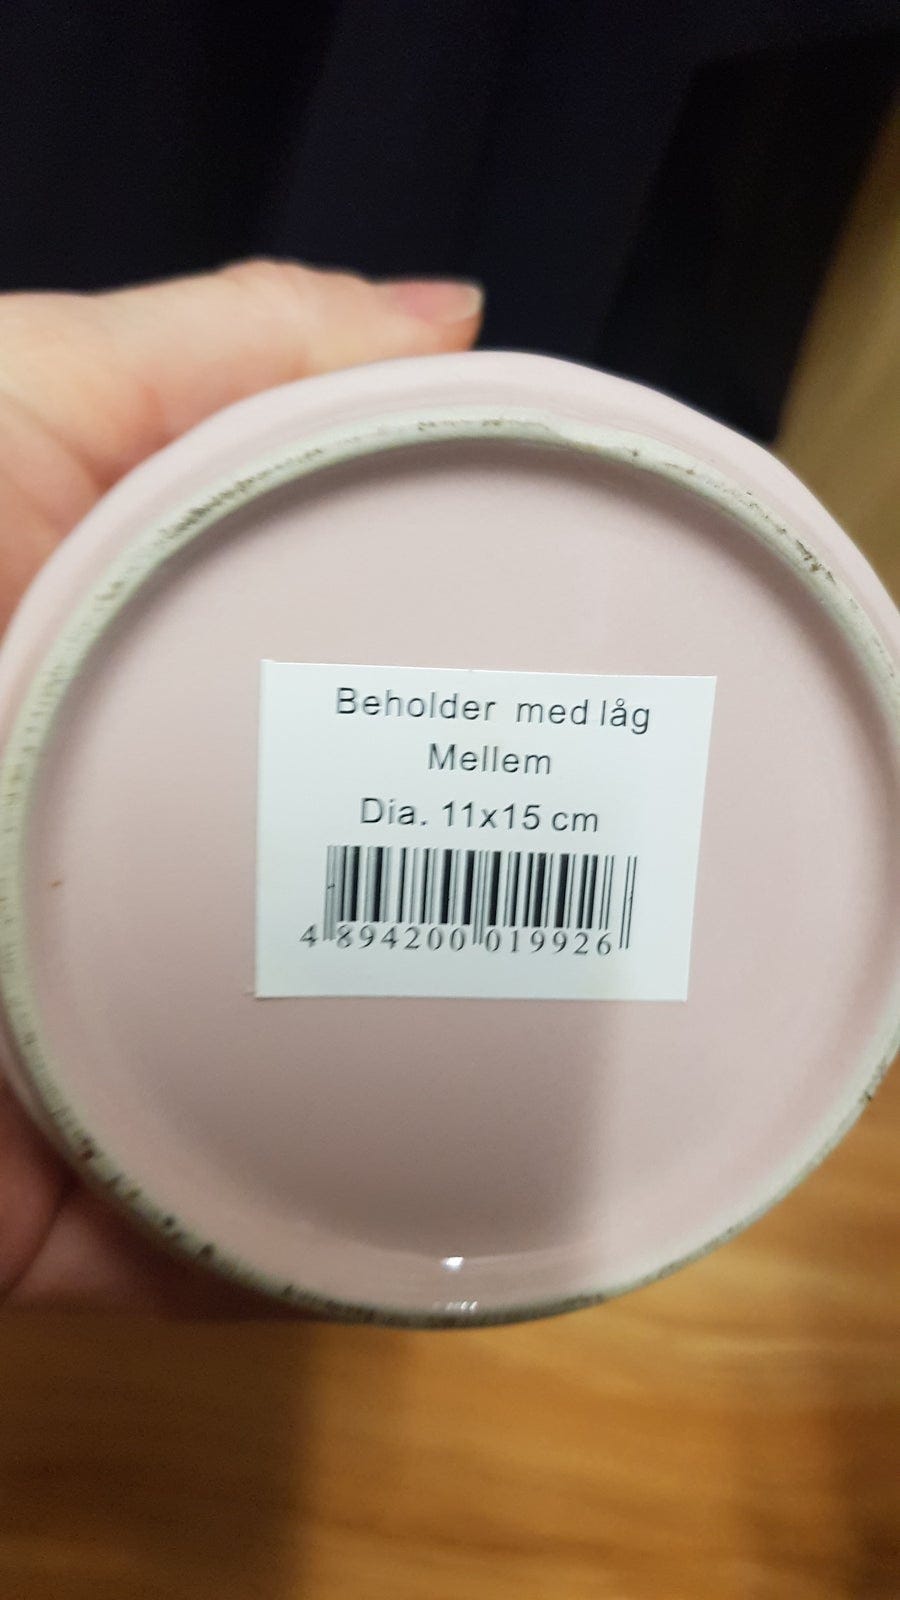 Beholder med låg
Mellem
Dia. 11x15 cm
4 894200 019926